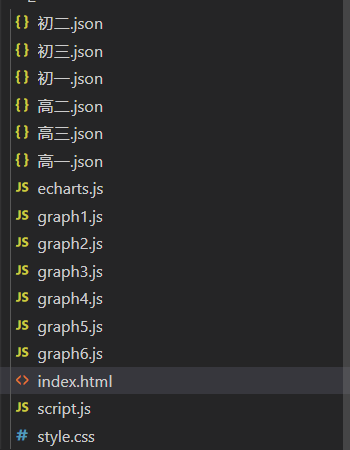 {} 初二.json
{} 初三.json
{} 初一.json
{} 高二.json
{} 高三.json
{} 高一.json
JS echarts.js
JS graph1.js
JS graph2.js
JS graph3.js
JS graph4.js
JS graph5.js
JS graph6.js
<> index.html
JS script.js
# style.css